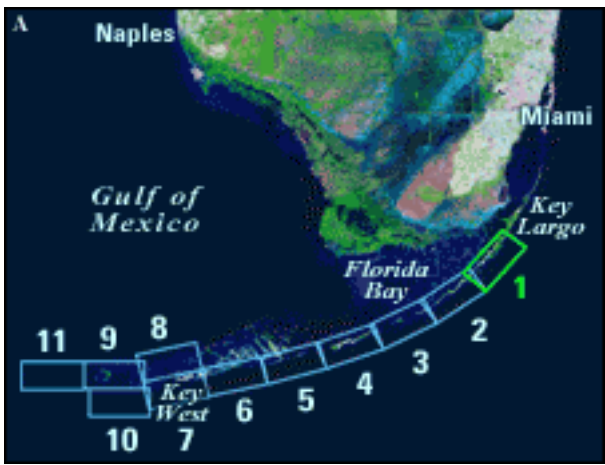 A
Naples
Miami
Gulf of
Mexico
Key
Largo
Florida
Bay
1
2
3
4
5
6
7
8
9
10
11
Key
West